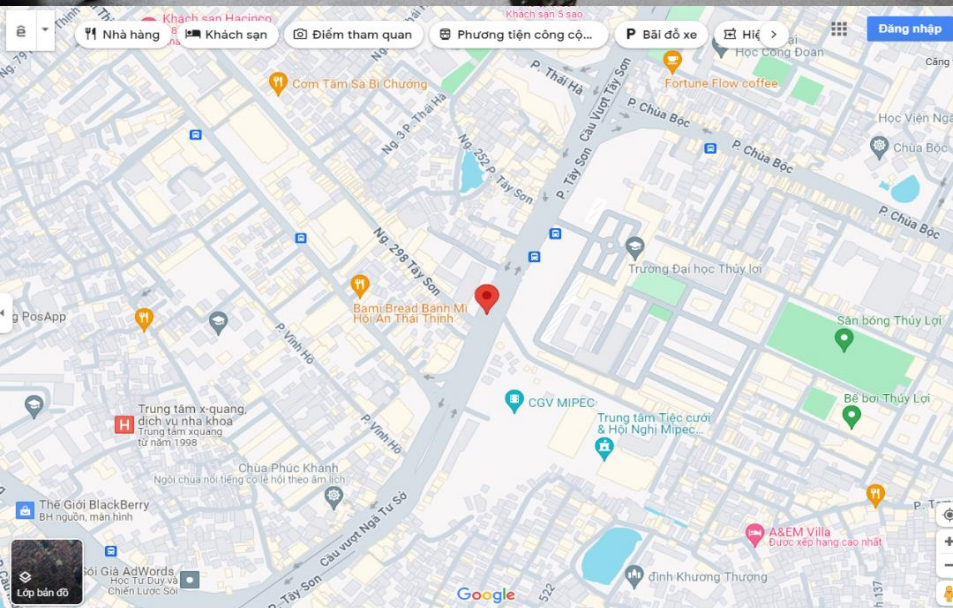 Khách sạn Hacinco
Khách sạn 5 sao
ê
Nhà hàng
Khách sạn
Điểm tham quan
Phương tiện công cộ...
P Bãi đỗ xe
Đăng nhập
Học Công Đoàn
P. Thái Hà
Cầu Vượt Tây Sơn
Cơm Tấm Sà Bì Chưởng
Fortune Flow coffee
Ng. 3 P. Thái Hà
P. Chùa Bộc
Chùa Bộc
P. Chùa Bộc
Ng. 252 P. Tây Sơn
P. Tây Sơn
P. Chùa Bộc
Ng. 298 Tây Sơn
Trường Đại học Thủy lợi
Bami Bread Bánh Mì
Hội An Thái Thịnh
g PosApp
Sân bóng Thủy Lợi
P. Vĩnh Hồ
CGV MIPEC
Bể bơi Thủy Lợi
Trung tâm x-quang,
dịch vụ nha khoa
Trung tâm xquang
từ năm 1998
H
Trung tâm Tiệc cưới
& Hội Nghị Mipec...
P. Vĩnh Hồ
Chùa Phúc Khánh
Ngôi chùa nổi tiếng có lễ hội theo âm lịch
Thế Giới BlackBerry
BH nguồn, màn hình
A&EM Villa
Được xếp hạng cao nhất
Cầu vượt Ngã Tư Sở
Sói Già AdWords
Học Tư Duy và
Chiến Lược Sói
Tây Sơn
đình Khương Thượng
522
Lớp bản đồ
Google